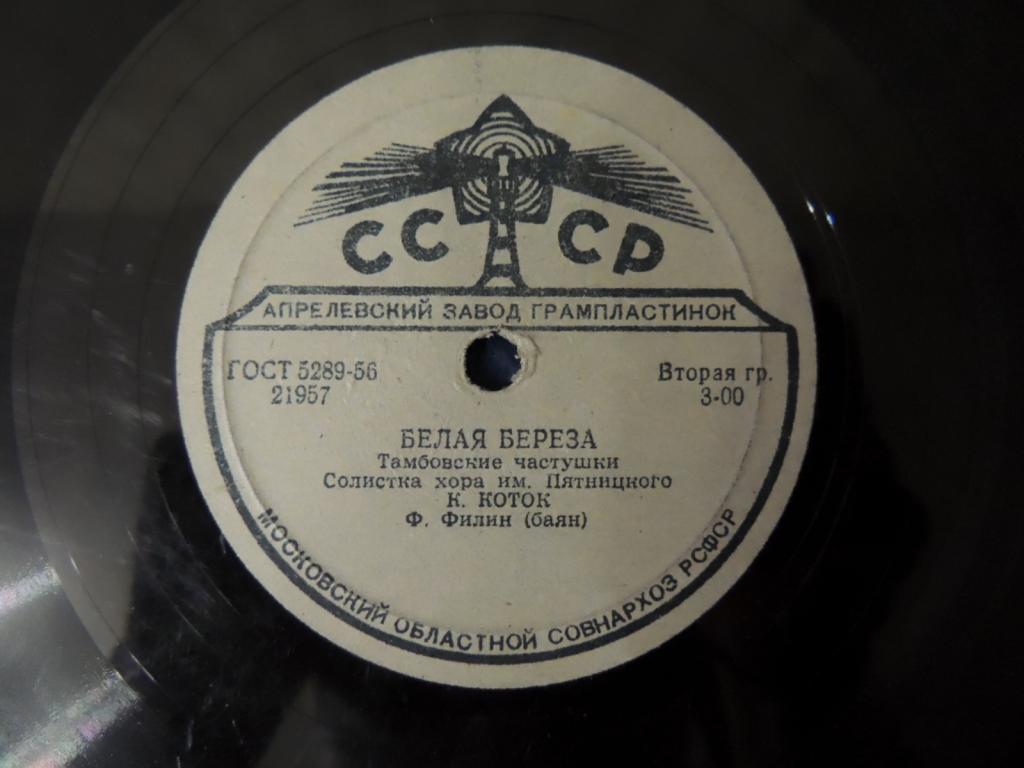 СССР
АПРЕЛЕВСКИЙ ЗАВОД ГРАМПЛАСТИНОК
ГОСТ 5289-56
21957
Вторая гр.
3-00
БЕЛАЯ БЕРЕЗА
Тамбовские частушки
Солистка хора им. Пятницкого
К. КОТОК
Ф. Филин (баян)
МОСКОВСКИЙ ОБЛАСТНОЙ СОВНАРХОЗ РСФСР